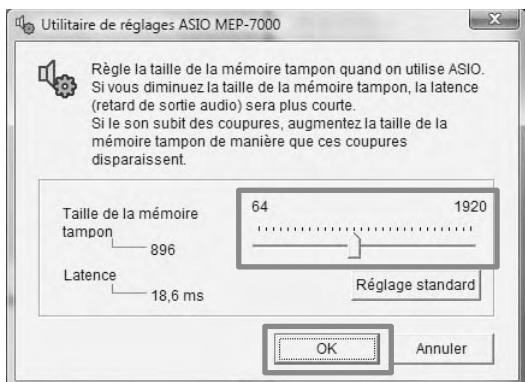 Utilitaire de réglages ASIO MEP-7000
Règle la taille de la mémoire tampon quand on utilise ASIO.
Si vous diminuez la taille de la mémoire tampon, la latence
(retard de sortie audio) sera plus courte.
Si le son subit des coupures, augmentez la taille de la
mémoire tampon de manière que ces coupures
disparaissent.
Taille de la mémoire
tampon
896
64 1920
Latence
18,6 ms
Réglage standard
OK Annuler